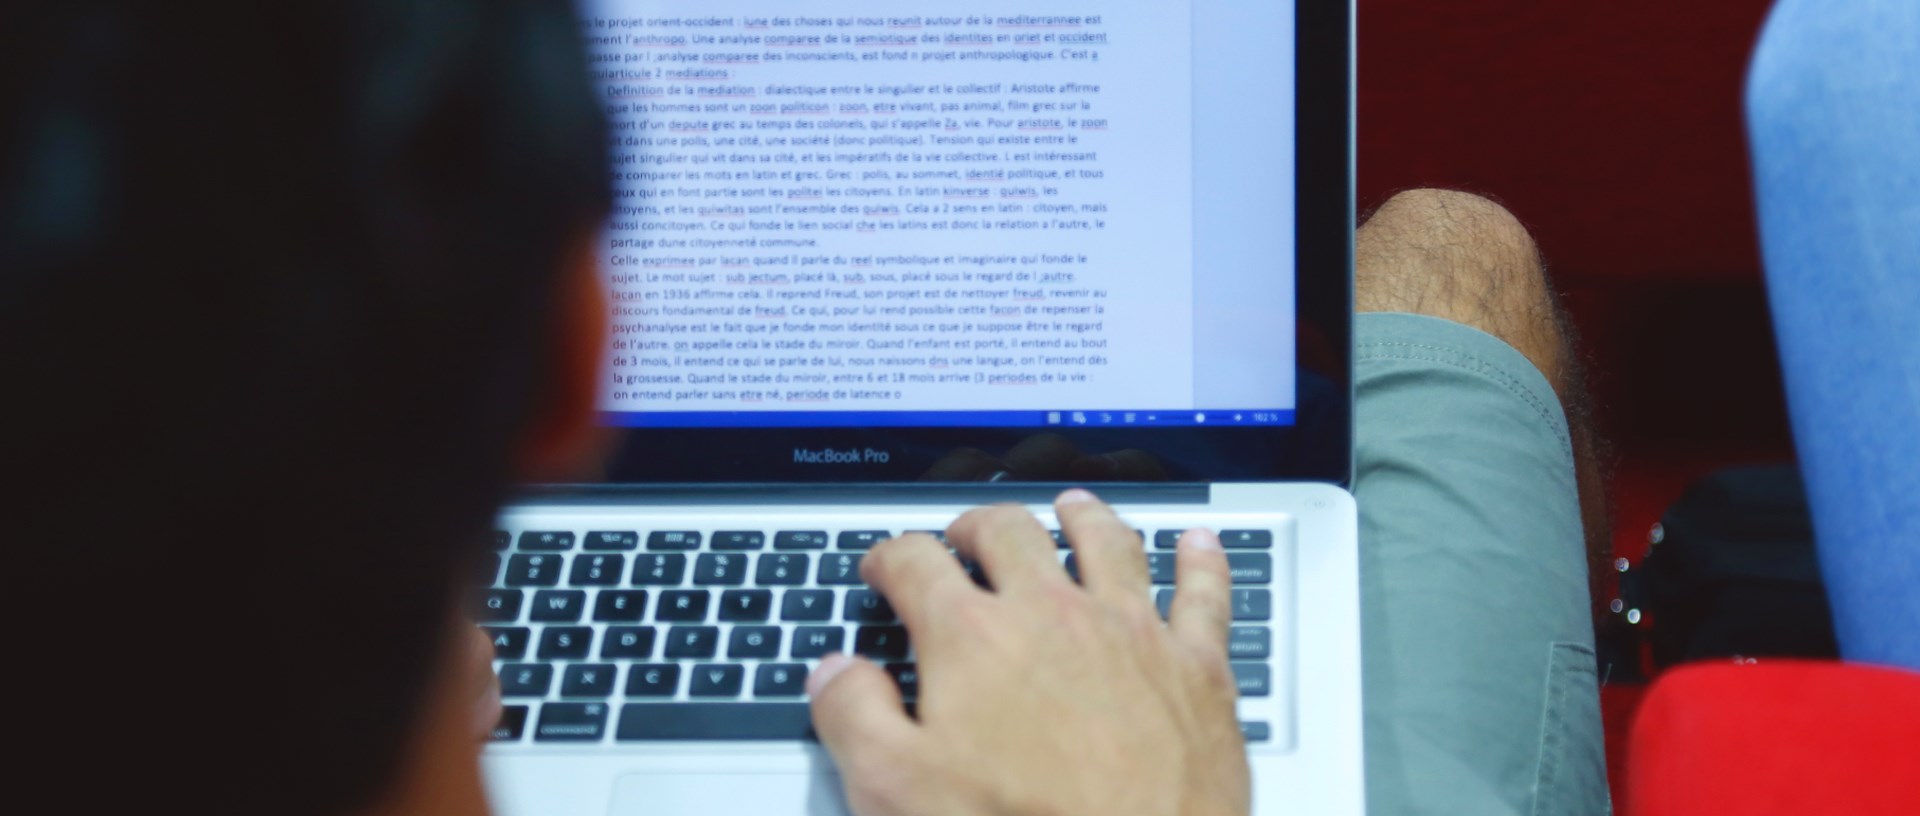 le projet orient-occident : lune des choses qui nous reunit autour de la mediterrannee est
l'anthropo. Une analyse comparee de la semiotique des identites en oriet et occident
passe par l ;analyse comparee des inconscients, est fond n projet anthropologique. C'est a
quiarticule 2 mediations :
Definition de la mediation : dialectique entre le singulier et le collectif : Aristote affirme
que les hommes sont un zoon politicon : zoon, etre vivant, pas animal, film grec sur la
mort d'un depute grec au temps des colonels, qui s'appelle Za, vie. Pour aristote, le zoon
vit dans une polis, une cité, une société (donc politique). Tension qui existe entre le
sujet singulier qui vit dans sa cité, et les impératifs de la vie collective. L est intéressant
de comparer les mots en latin et grec. Grec : polis, au sommet, identié politique, et tous
ceux qui en font partie sont les politei les citoyens. En latin kinverse : quiwis, les
citoyens, et les quiwitas sont l'ensemble des quiwis. Cela a 2 sens en latin : citoyen, mais
aussi concitoyen. Ce qui fonde le lien social che les latins est donc la relation a l'autre, le
partage dune citoyenneté commune.
Celle exprimee par lacan quand il parle du reel symbolique et imaginaire qui fonde le
sujet. Le mot sujet : sub jectum, placé là, sub, sous, placé sous le regard de l ;autre.
lacan en 1936 affirme cela. il reprend Freud, son projet est de nettoyer freud, revenir au
discours fondamental de freud. Ce qui, pour lui rend possible cette facon de repenser la
psychanalyse est le fait que je fonde mon identité sous ce que je suppose être le regard
de l'autre. on appelle cela le stade du miroir. Quand l'enfant est porté, il entend au bout
de 3 mois, il entend ce qui se parle de lui, nous naissons dns une langue, on l'entend dès
la grossesse. Quand le stade du miroir, entre 6 et 18 mois arrive (3 periodes de la vie :
on entend parler sans etre né, periode de latence o
162 %
MacBook Pro
@ # $ % ^ &
2 3 4 5 6 7
delete
Q W E R T Y U
A S D F G H J
return
Z X C V B
command